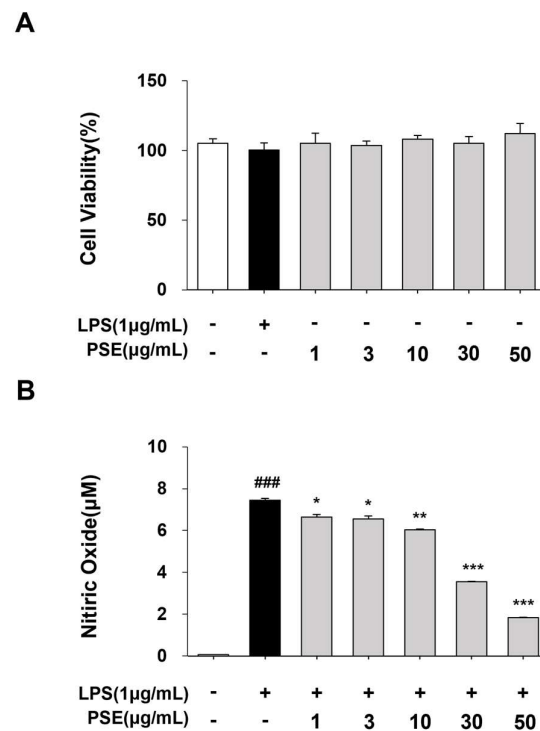 A
150
100
50
0
Cell Viability(%)
LPS(1µg/mL) - + - - - - -
PSE(µg/mL) - - 1 3 10 30 50
B
10
8
6
4
2
0
Nitiric Oxide(µM)
### * * ** *** ***
LPS(1µg/mL) - + + + + + +
PSE(µg/mL) - - 1 3 10 30 50